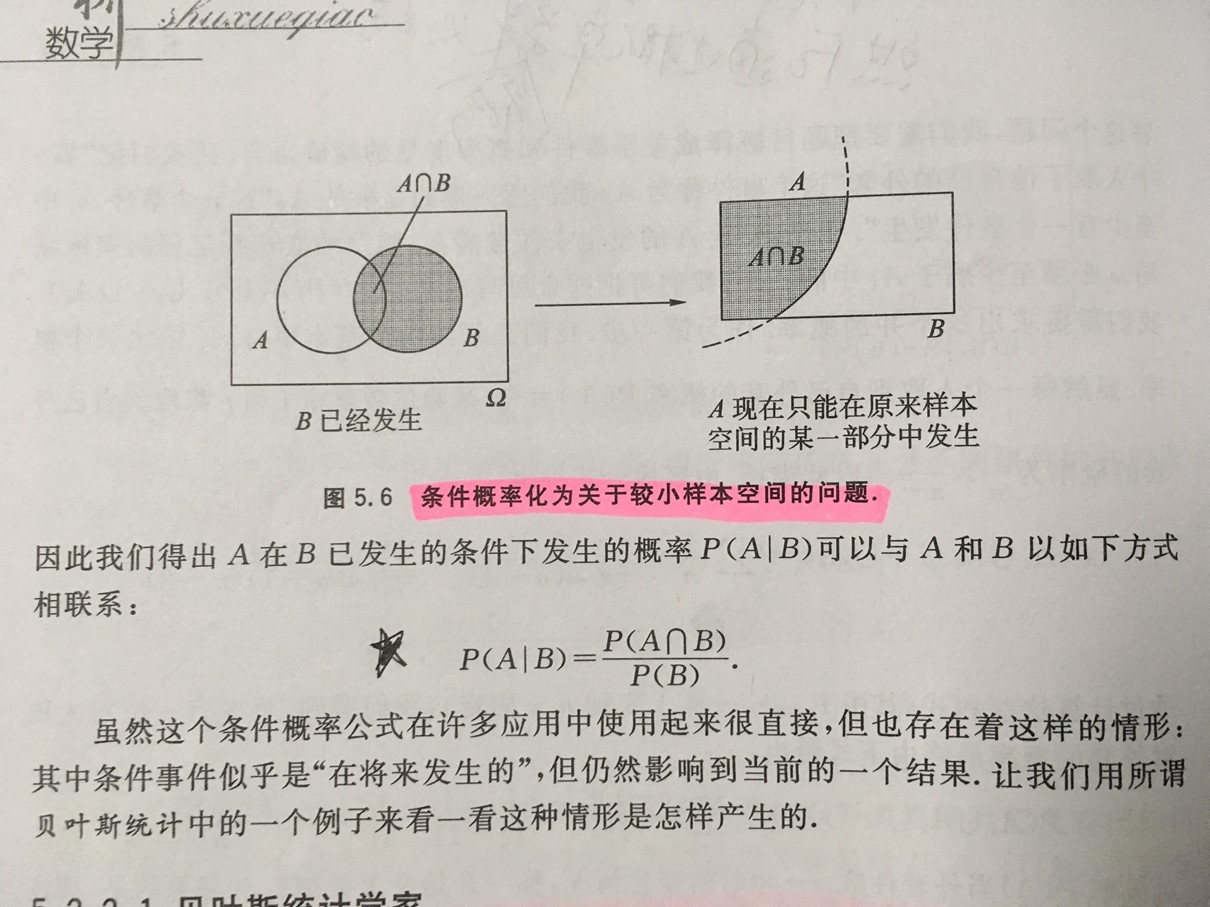 数学
shuxueqiao
A∩B
A
B
Ω
B 已经发生
A
A∩B
B
A 现在只能在原来样本
空间的某一部分中发生
图 5.6 条件概率化为关于较小样本空间的问题.
因此我们得出 A 在 B 已发生的条件下发生的概率 P(A|B)可以与 A 和 B 以如下方式
相联系:
P(A|B)=P(A∩B)/P(B).
虽然这个条件概率公式在许多应用中使用起来很直接,但也存在着这样的情形:
其中条件事件似乎是“在将来发生的”,但仍然影响到当前的一个结果. 让我们用所谓
贝叶斯统计中的一个例子来看一看这种情形是怎样产生的.
5.2.2.1 贝叶斯统计学家